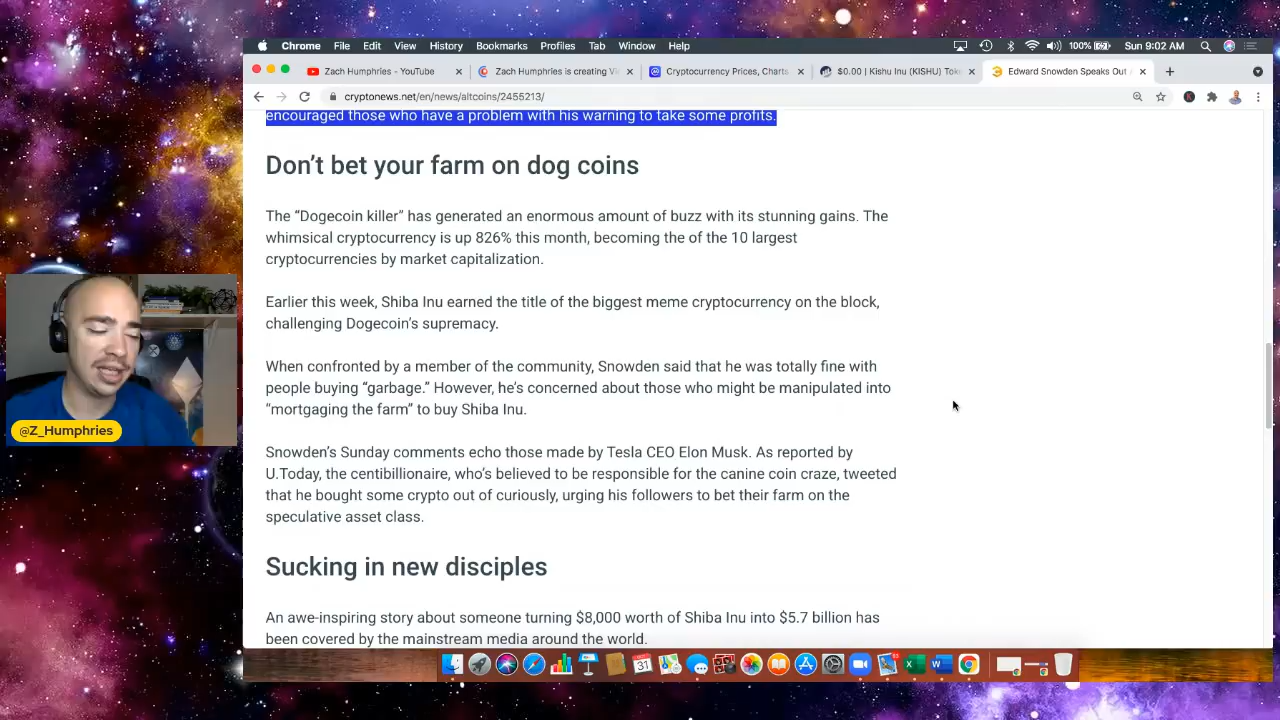 Chrome File Edit View History Bookmarks Profiles Tab Window Help 100% Sun 9:02 AM
Zach Humphries - YouTube
Zach Humphries is creating Vi
Cryptocurrency Prices, Charts
$0.00 | Kishu Inu (KISHU) Tok
Edward Snowden Speaks Out
cryptonews.net/en/news/altcoins/2455213/
encouraged those who have a problem with his warning to take some profits.
Don't bet your farm on dog coins
The “Dogecoin killer” has generated an enormous amount of buzz with its stunning gains. The
whimsical cryptocurrency is up 826% this month, becoming the of the 10 largest
cryptocurrencies by market capitalization.
Earlier this week, Shiba Inu earned the title of the biggest meme cryptocurrency on the block,
challenging Dogecoin’s supremacy.
When confronted by a member of the community, Snowden said that he was totally fine with
people buying “garbage.” However, he’s concerned about those who might be manipulated into
“mortgaging the farm” to buy Shiba Inu.
Snowden’s Sunday comments echo those made by Tesla CEO Elon Musk. As reported by
U.Today, the centibillionaire, who’s believed to be responsible for the canine coin craze, tweeted
that he bought some crypto out of curiously, urging his followers to bet their farm on the
speculative asset class.
Sucking in new disciples
An awe-inspiring story about someone turning $8,000 worth of Shiba Inu into $5.7 billion has
been covered by the mainstream media around the world.
@Z_Humphries
31